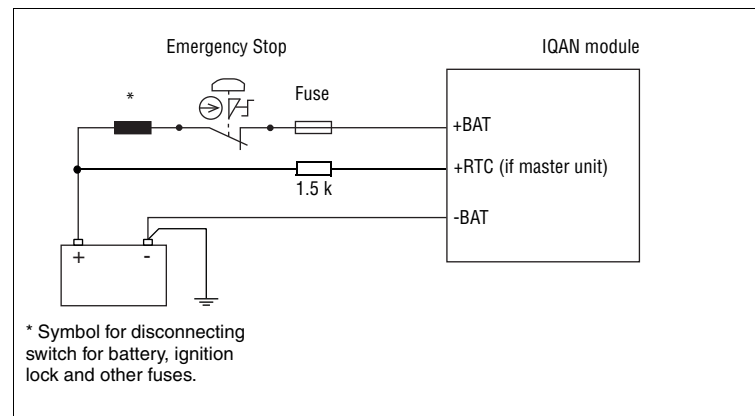 Emergency Stop
IQAN module
*
Fuse
+BAT
+RTC (if master unit)
1.5 k
-BAT
+ -
* Symbol for disconnecting
switch for battery, ignition
lock and other fuses.